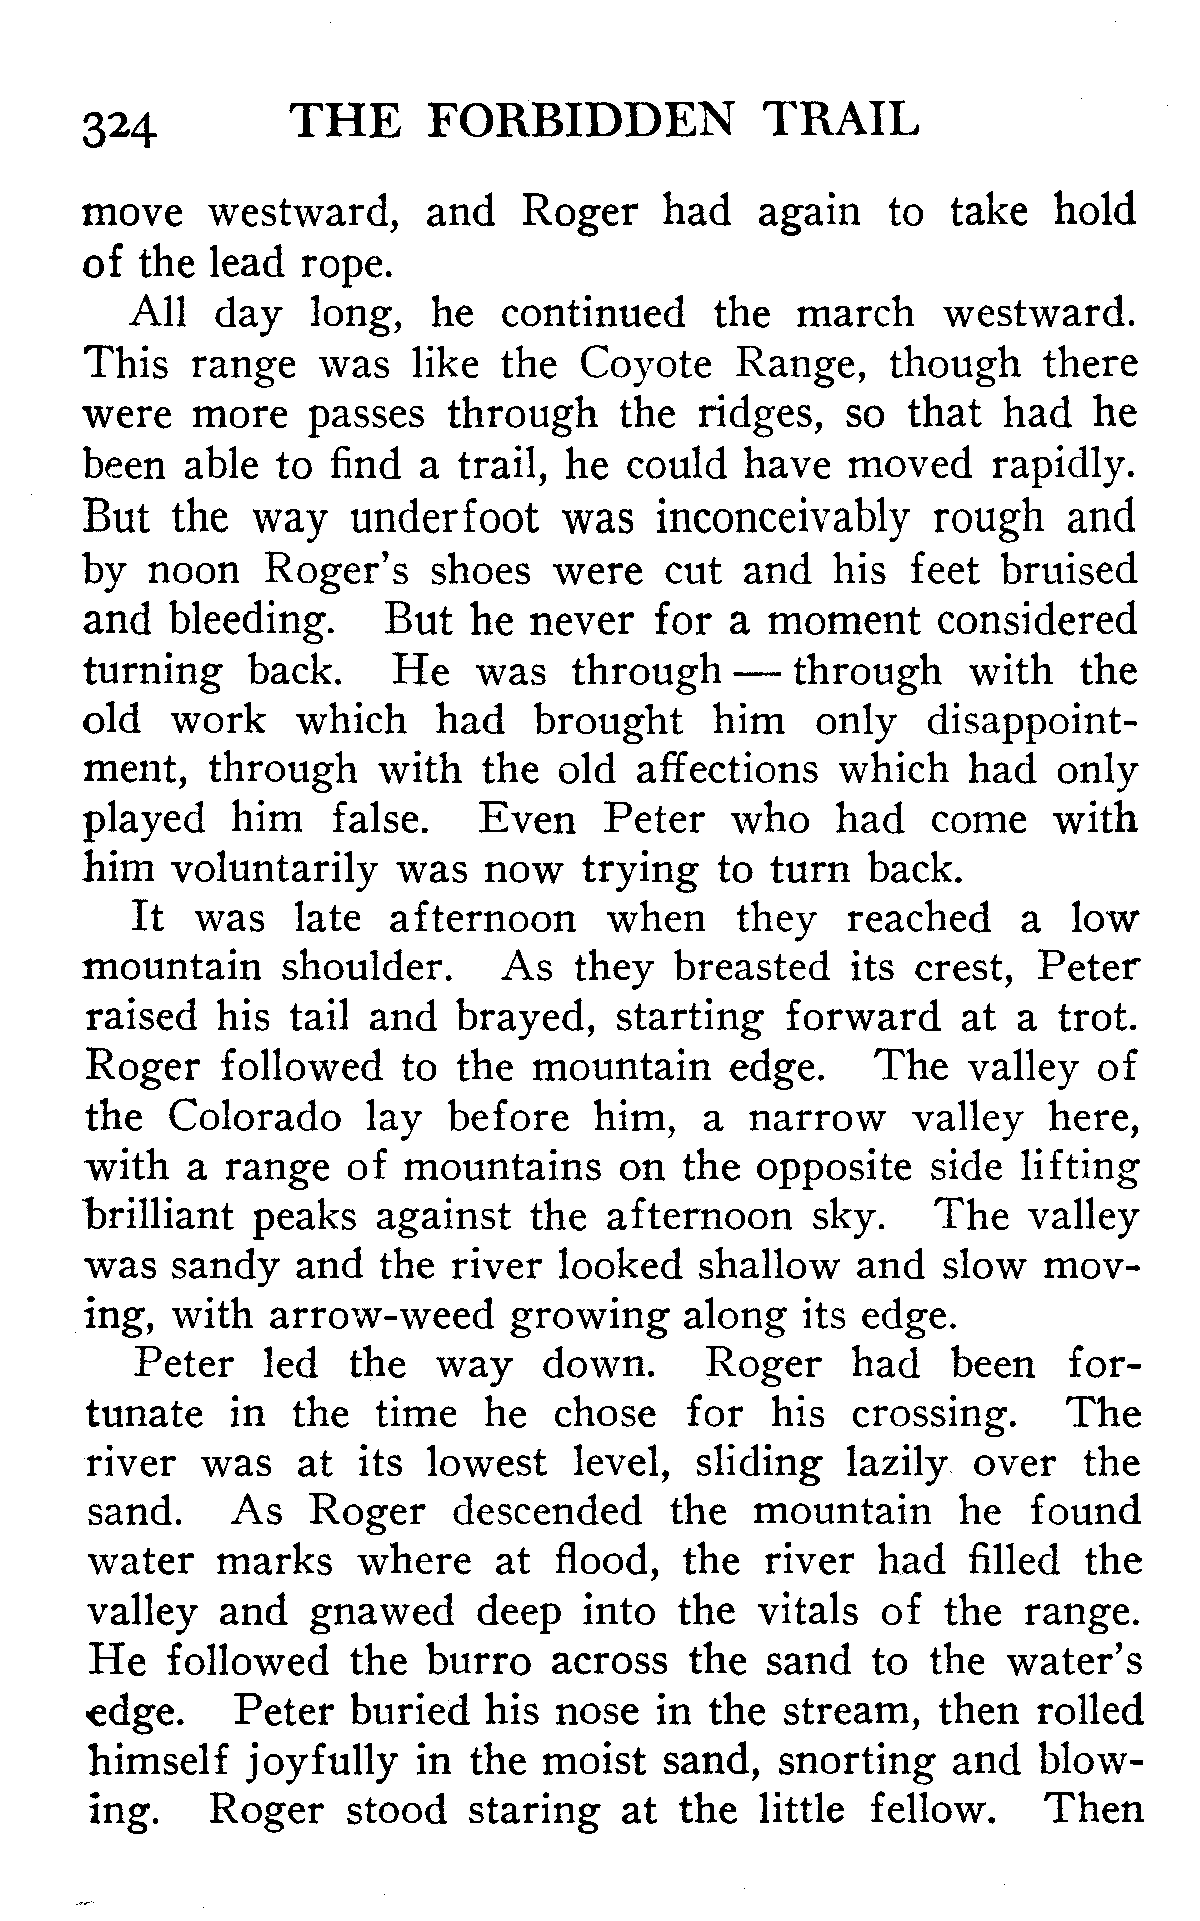 324 THE FORBIDDEN TRAIL
move westward, and Roger had again to take hold
of the lead rope.
All day long, he continued the march westward.
This range was like the Coyote Range, though there
were more passes through the ridges, so that had he
been able to find a trail, he could have moved rapidly.
But the way underfoot was inconceivably rough and
by noon Roger's shoes were cut and his feet bruised
and bleeding. But he never for a moment considered
turning back. He was through — through with the
old work which had brought him only disappoint-
ment, through with the old affections which had only
played him false. Even Peter who had come with
him voluntarily was now trying to turn back.
It was late afternoon when they reached a low
mountain shoulder. As they breasted its crest, Peter
raised his tail and brayed, starting forward at a trot.
Roger followed to the mountain edge. The valley of
the Colorado lay before him, a narrow valley here,
with a range of mountains on the opposite side lifting
brilliant peaks against the afternoon sky. The valley
was sandy and the river looked shallow and slow mov-
ing, with arrow-weed growing along its edge.
Peter led the way down. Roger had been for-
tunate in the time he chose for his crossing. The
river was at its lowest level, sliding lazily over the
sand. As Roger descended the mountain he found
water marks where at flood, the river had filled the
valley and gnawed deep into the vitals of the range.
He followed the burro across the sand to the water's
edge. Peter buried his nose in the stream, then rolled
himself joyfully in the moist sand, snorting and blow-
ing. Roger stood staring at the little fellow. Then